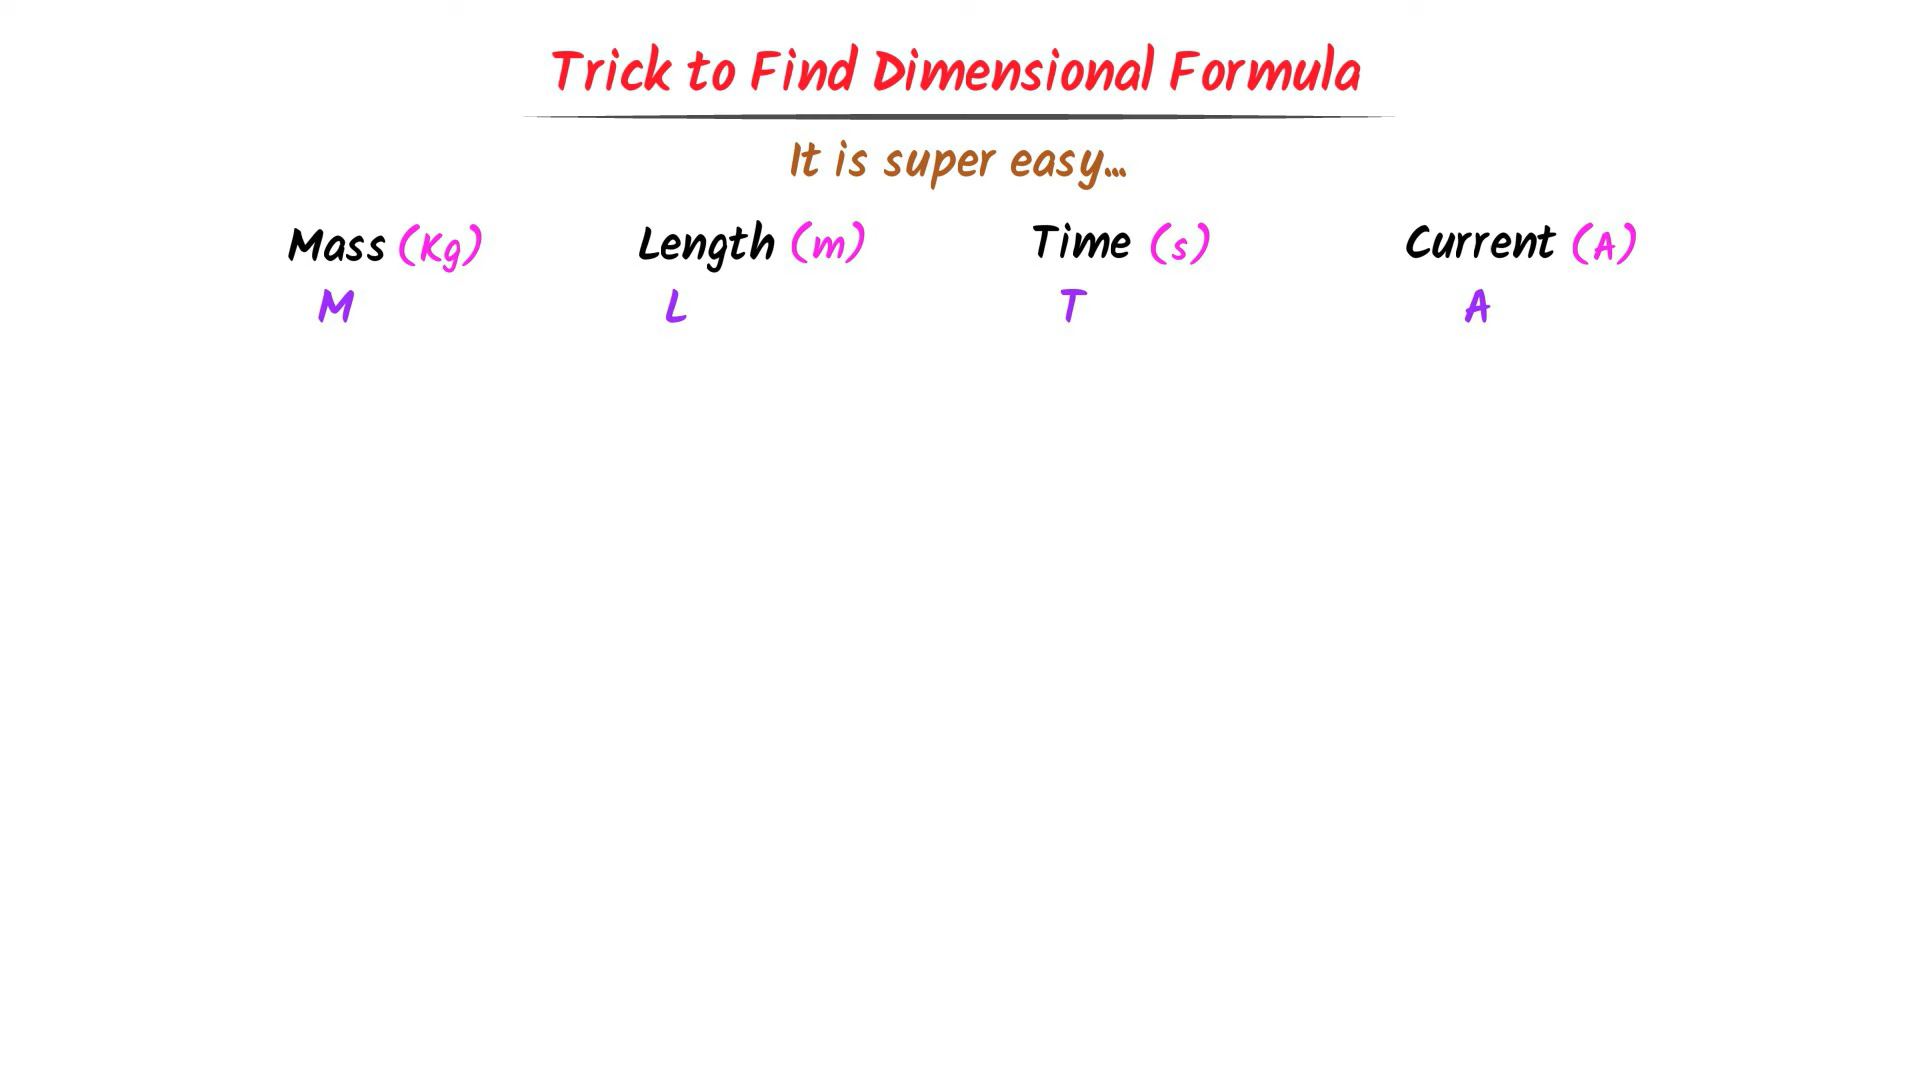 Trick to Find Dimensional Formula
It is super easy...
Mass (Kg) Length (m) Time (s) Current (A)
M L T A